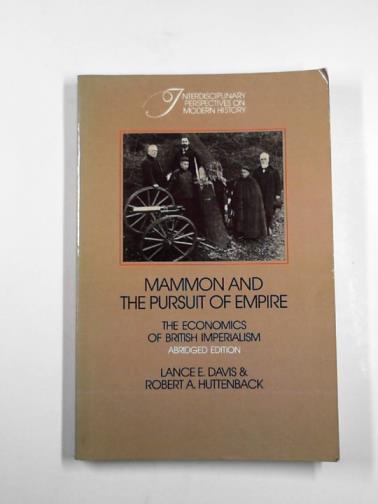 INTERDISCIPLINARY
PERSPECTIVES ON
MODERN HISTORY
MAMMON AND
THE PURSUIT OF EMPIRE
THE ECONOMICS
OF BRITISH IMPERIALISM
ABRIDGED EDITION
LANCE E. DAVIS &
ROBERT A. HUTTENBACK